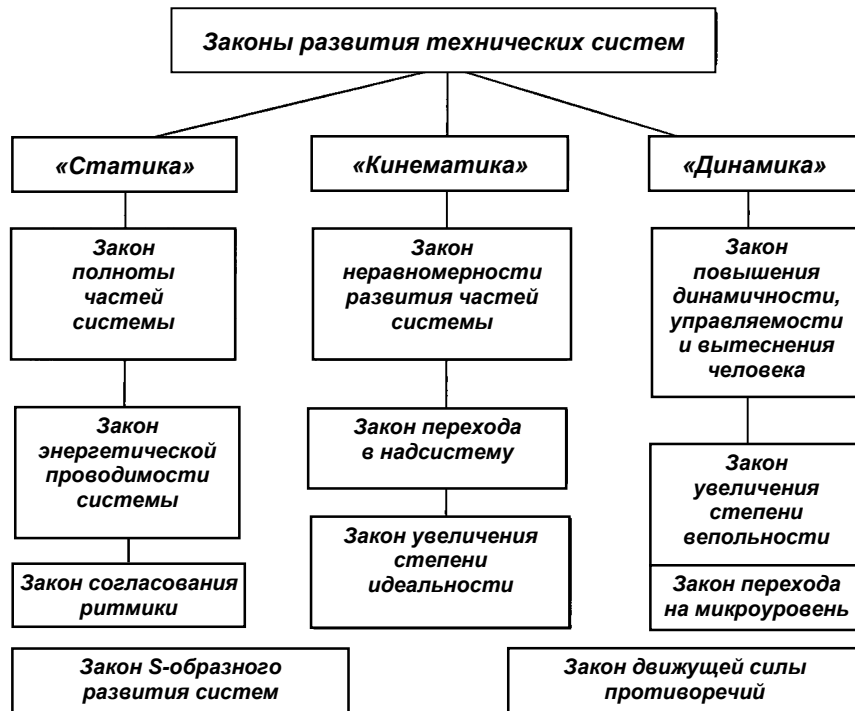 Законы развития технических систем
«Статика»
«Кинематика»
«Динамика»
Закон
полноты
частей
системы
Закон
неравномерности
развития частей
системы
Закон
повышения
динамичности,
управляемости
и вытеснения
человека
Закон
энергетической
проводимости
системы
Закон перехода
в надсистему
Закон
увеличения
степени
вепольности
Закон согласования
ритмики
Закон увеличения
степени
идеальности
Закон перехода
на микроуровень
Закон S-образного
развития систем
Закон движущей силы
противоречий